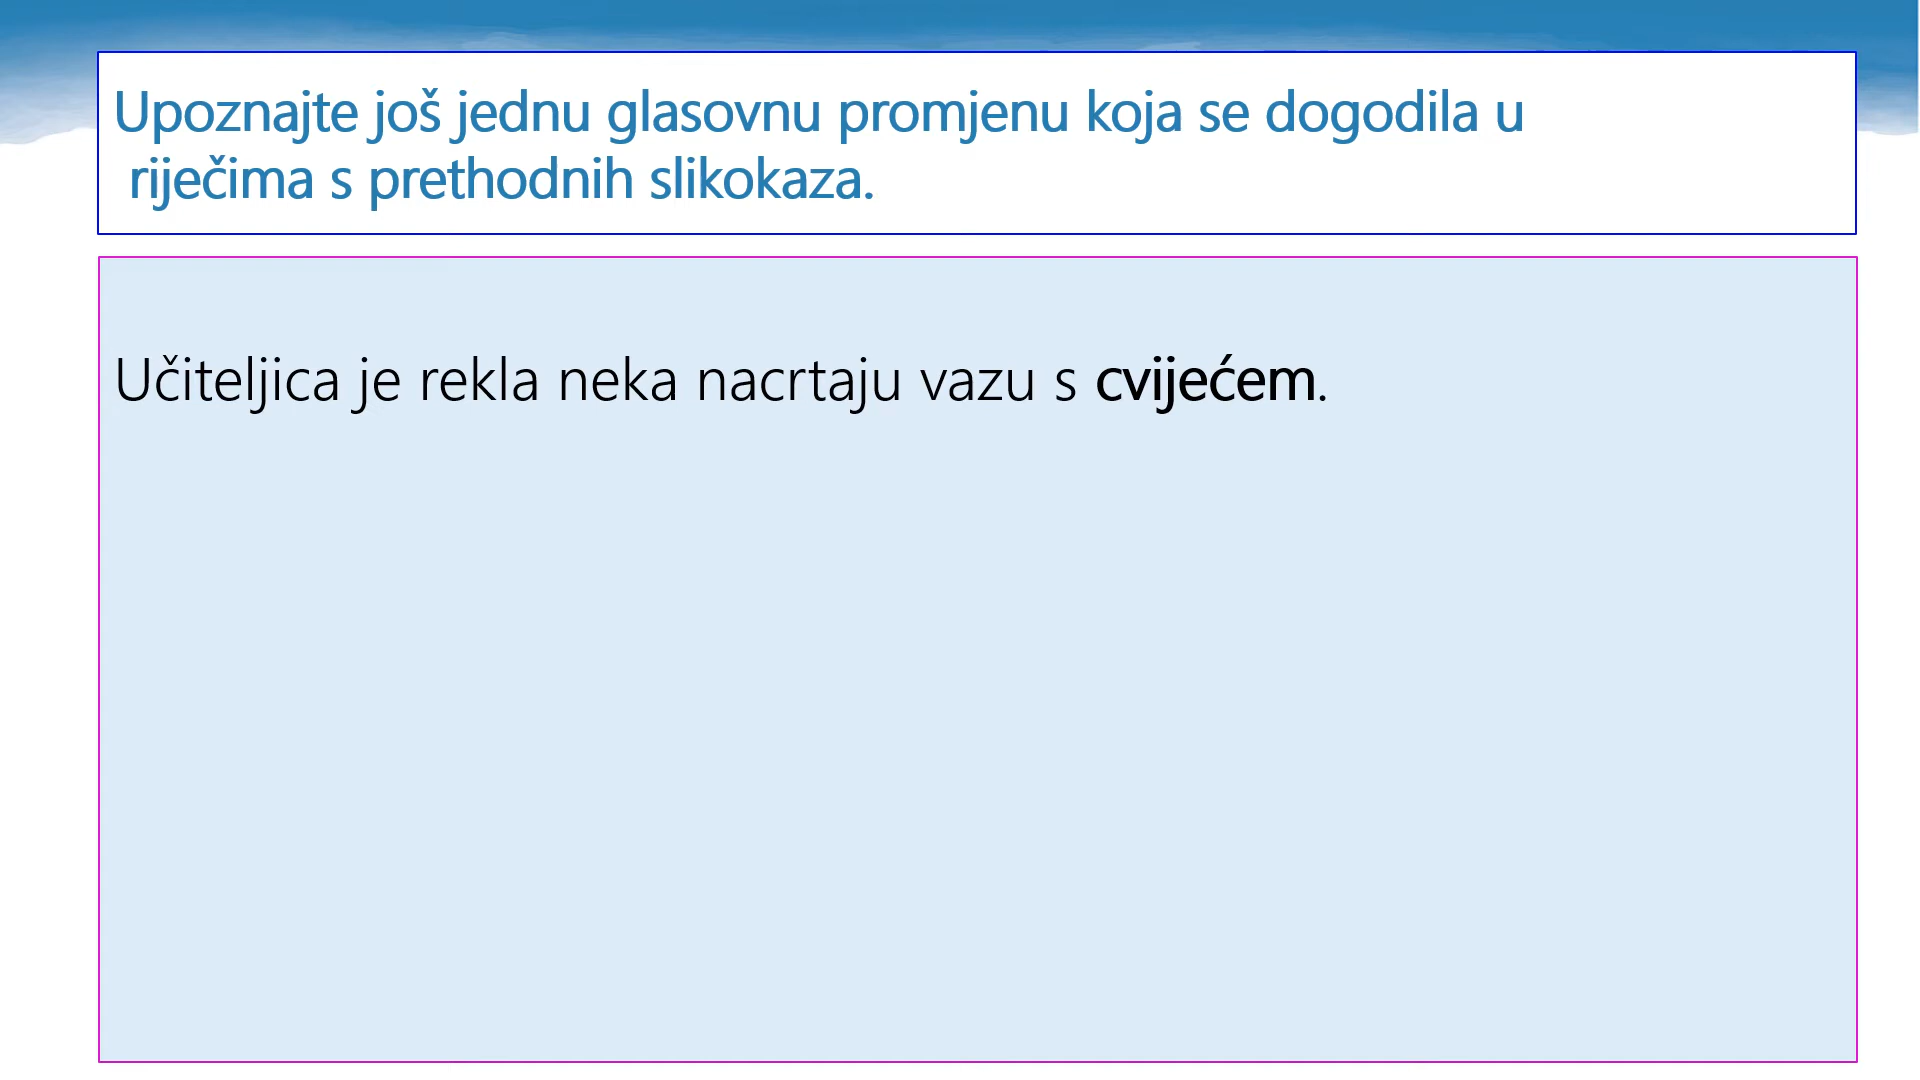 Upoznajte još jednu glasovnu promjenu koja se dogodila u
riječima s prethodnih slikokaza.
Učiteljica je rekla neka nacrtaju vazu s cvijećem.